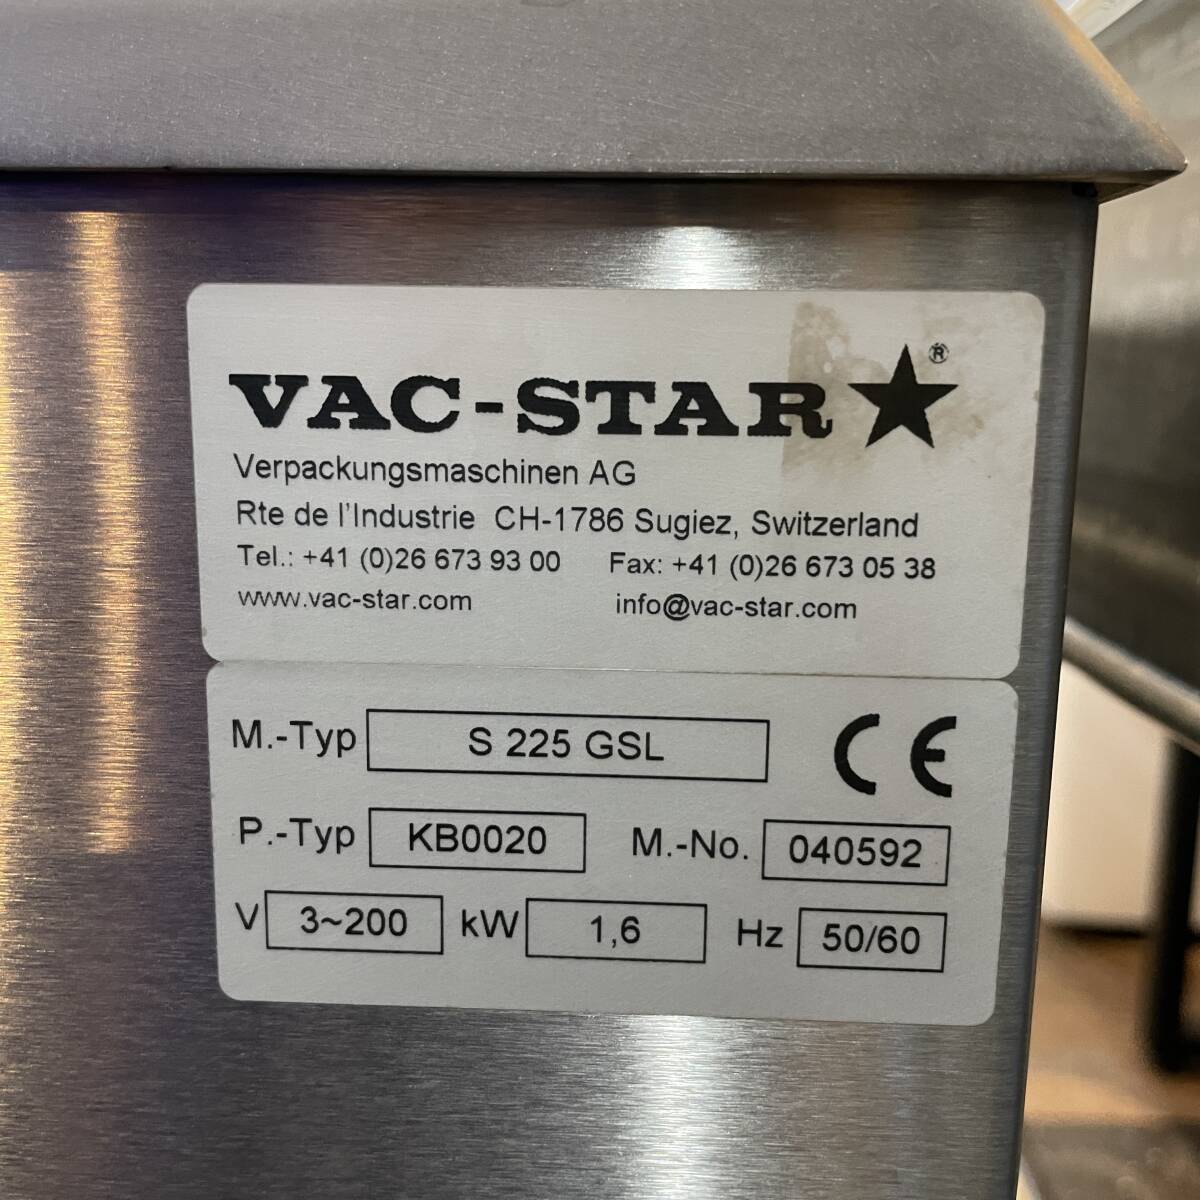 VAC-STAR★®
Verpackungsmaschinen AG
Rte de l'Industrie CH-1786 Sugiez, Switzerland
Tel.: +41 (0)26 673 93 00 Fax: +41 (0)26 673 05 38
www.vac-star.com info@vac-star.com
M.-Typ S 225 GSL CE
P.-Typ KB0020 M.-No. 040592
V 3~200 kW 1,6 Hz 50/60